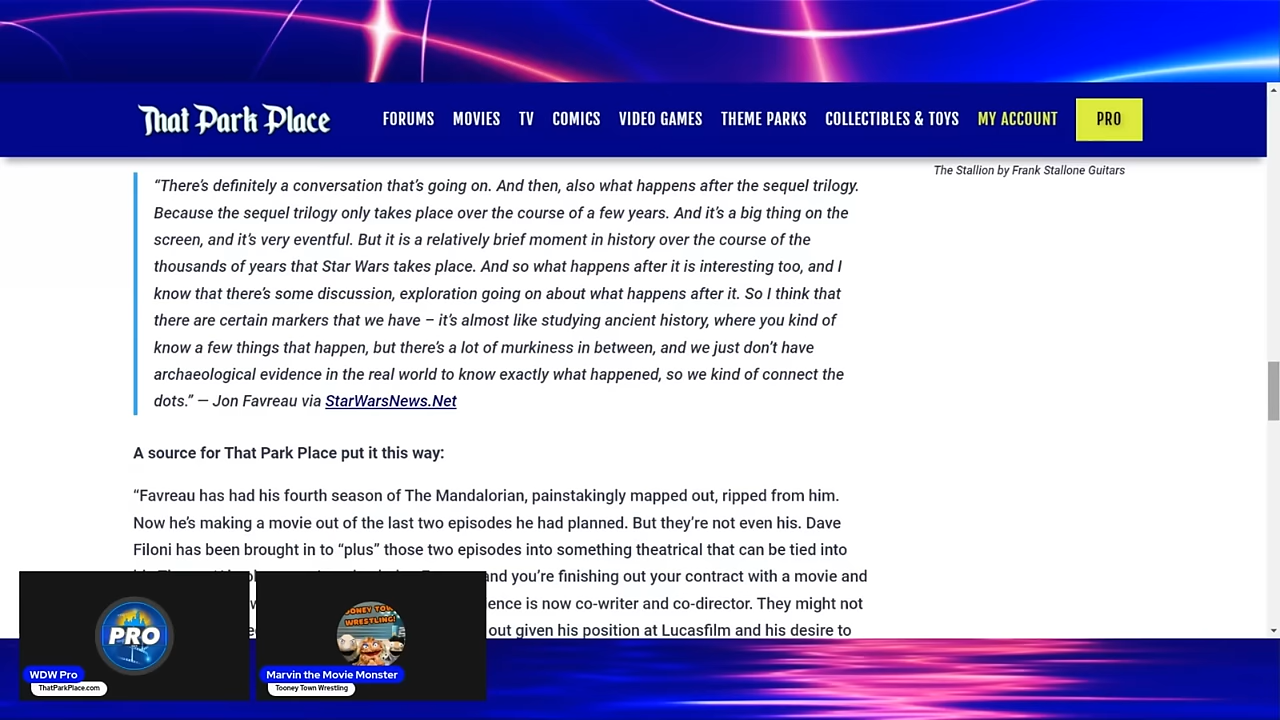 That Park Place
FORUMS MOVIES TV COMICS VIDEO GAMES THEME PARKS COLLECTIBLES & TOYS MY ACCOUNT PRO
The Stallion by Frank Stallone Guitars
“There’s definitely a conversation that’s going on. And then, also what happens after the sequel trilogy.
Because the sequel trilogy only takes place over the course of a few years. And it’s a big thing on the
screen, and it’s very eventful. But it is a relatively brief moment in history over the course of the
thousands of years that Star Wars takes place. And so what happens after it is interesting too, and I
know that there’s some discussion, exploration going on about what happens after it. So I think that
there are certain markers that we have – it’s almost like studying ancient history, where you kind of
know a few things that happen, but there’s a lot of murkiness in between, and we just don’t have
archaeological evidence in the real world to know exactly what happened, so we kind of connect the
dots.” — Jon Favreau via StarWarsNews.Net
A source for That Park Place put it this way:
“Favreau has had his fourth season of The Mandalorian, painstakingly mapped out, ripped from him.
Now he’s making a movie out of the last two episodes he had planned. But they’re not even his. Dave
Filoni has been brought in to “plus” those two episodes into something theatrical that can be tied into
and you’re finishing out your contract with a movie and
is now co-writer and co-director. They might not
out given his position at Lucasfilm and his desire to
PRO
WDW Pro
ThatParkPlace.com
TOONEY TOWN
WRESTLING!
Marvin the Movie Monster
Tooney Town Wrestling